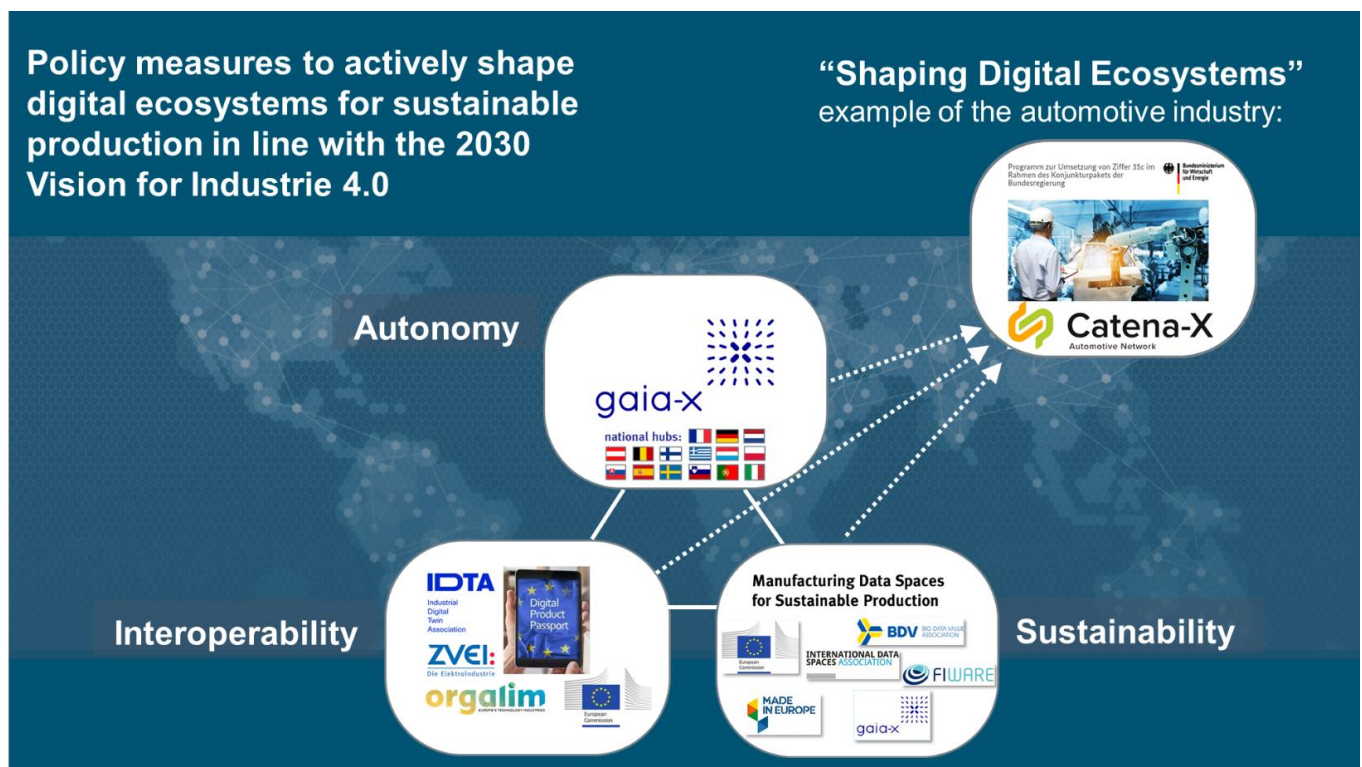 Policy measures to actively shape
digital ecosystems for sustainable
production in line with the 2030
Vision for Industrie 4.0
“Shaping Digital Ecosystems”
example of the automotive industry:
Programm zur Umsetzung von Ziffer 35c im
Rahmen des Konjunkturpakets der
Bundesregierung
Bundesministerium
für Wirtschaft
und Energie
Catena-X
Automotive Network
Autonomy
gaia-x
national hubs:
Interoperability
IDTA
Industrial
Digital
Twin
Association
Digital
Product
Passport
ZVEI:
Die Elektroindustrie
orgalim
EUROPE'S TECHNOLOGY INDUSTRIES
European
Commission
Manufacturing Data Spaces
for Sustainable Production
European
Commission
BDV BIG DATA VALUE
ASSOCIATION
INTERNATIONAL DATA
SPACES ASSOCIATION
FIWARE
MADE
IN EUROPE
gaia-x
Sustainability